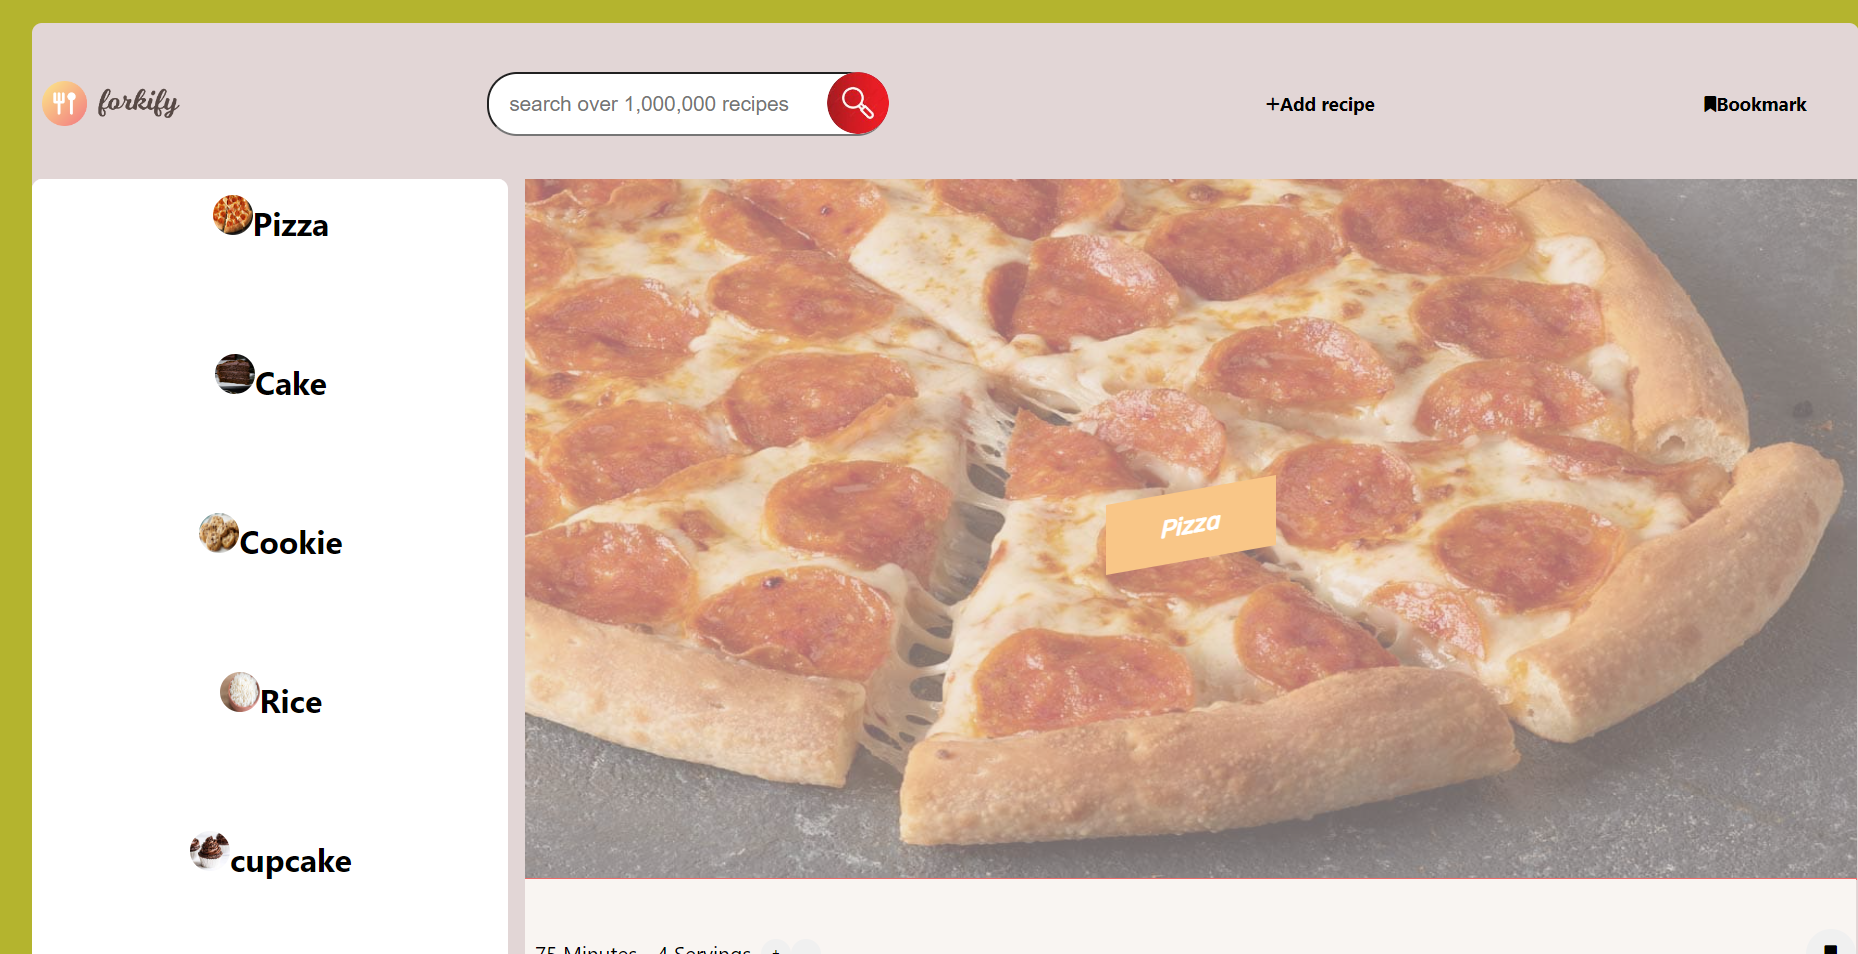 forkify
search over 1,000,000 recipes
+Add recipe
Bookmark
Pizza
Cake
Cookie
Rice
cupcake
Pizza
75 Minutes 4 Servings +